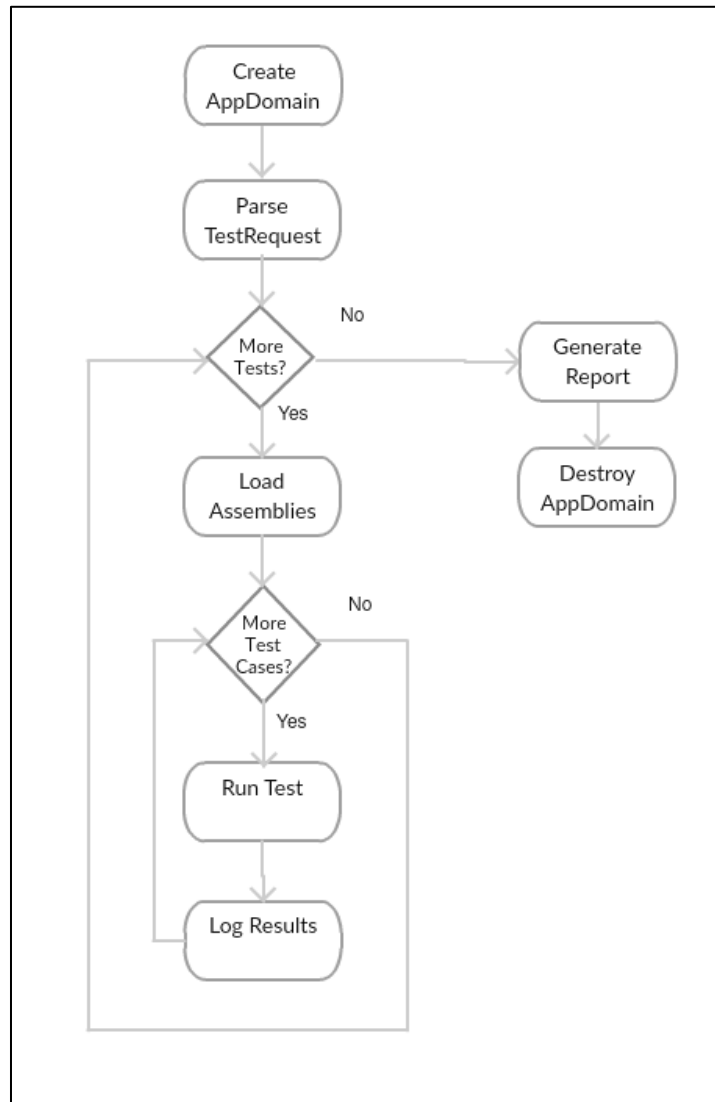 Create
AppDomain
Parse
TestRequest
No
More
Tests?
Generate
Report
Yes
Load
Assemblies
Destroy
AppDomain
No
More
Test
Cases?
Yes
Run Test
Log Results